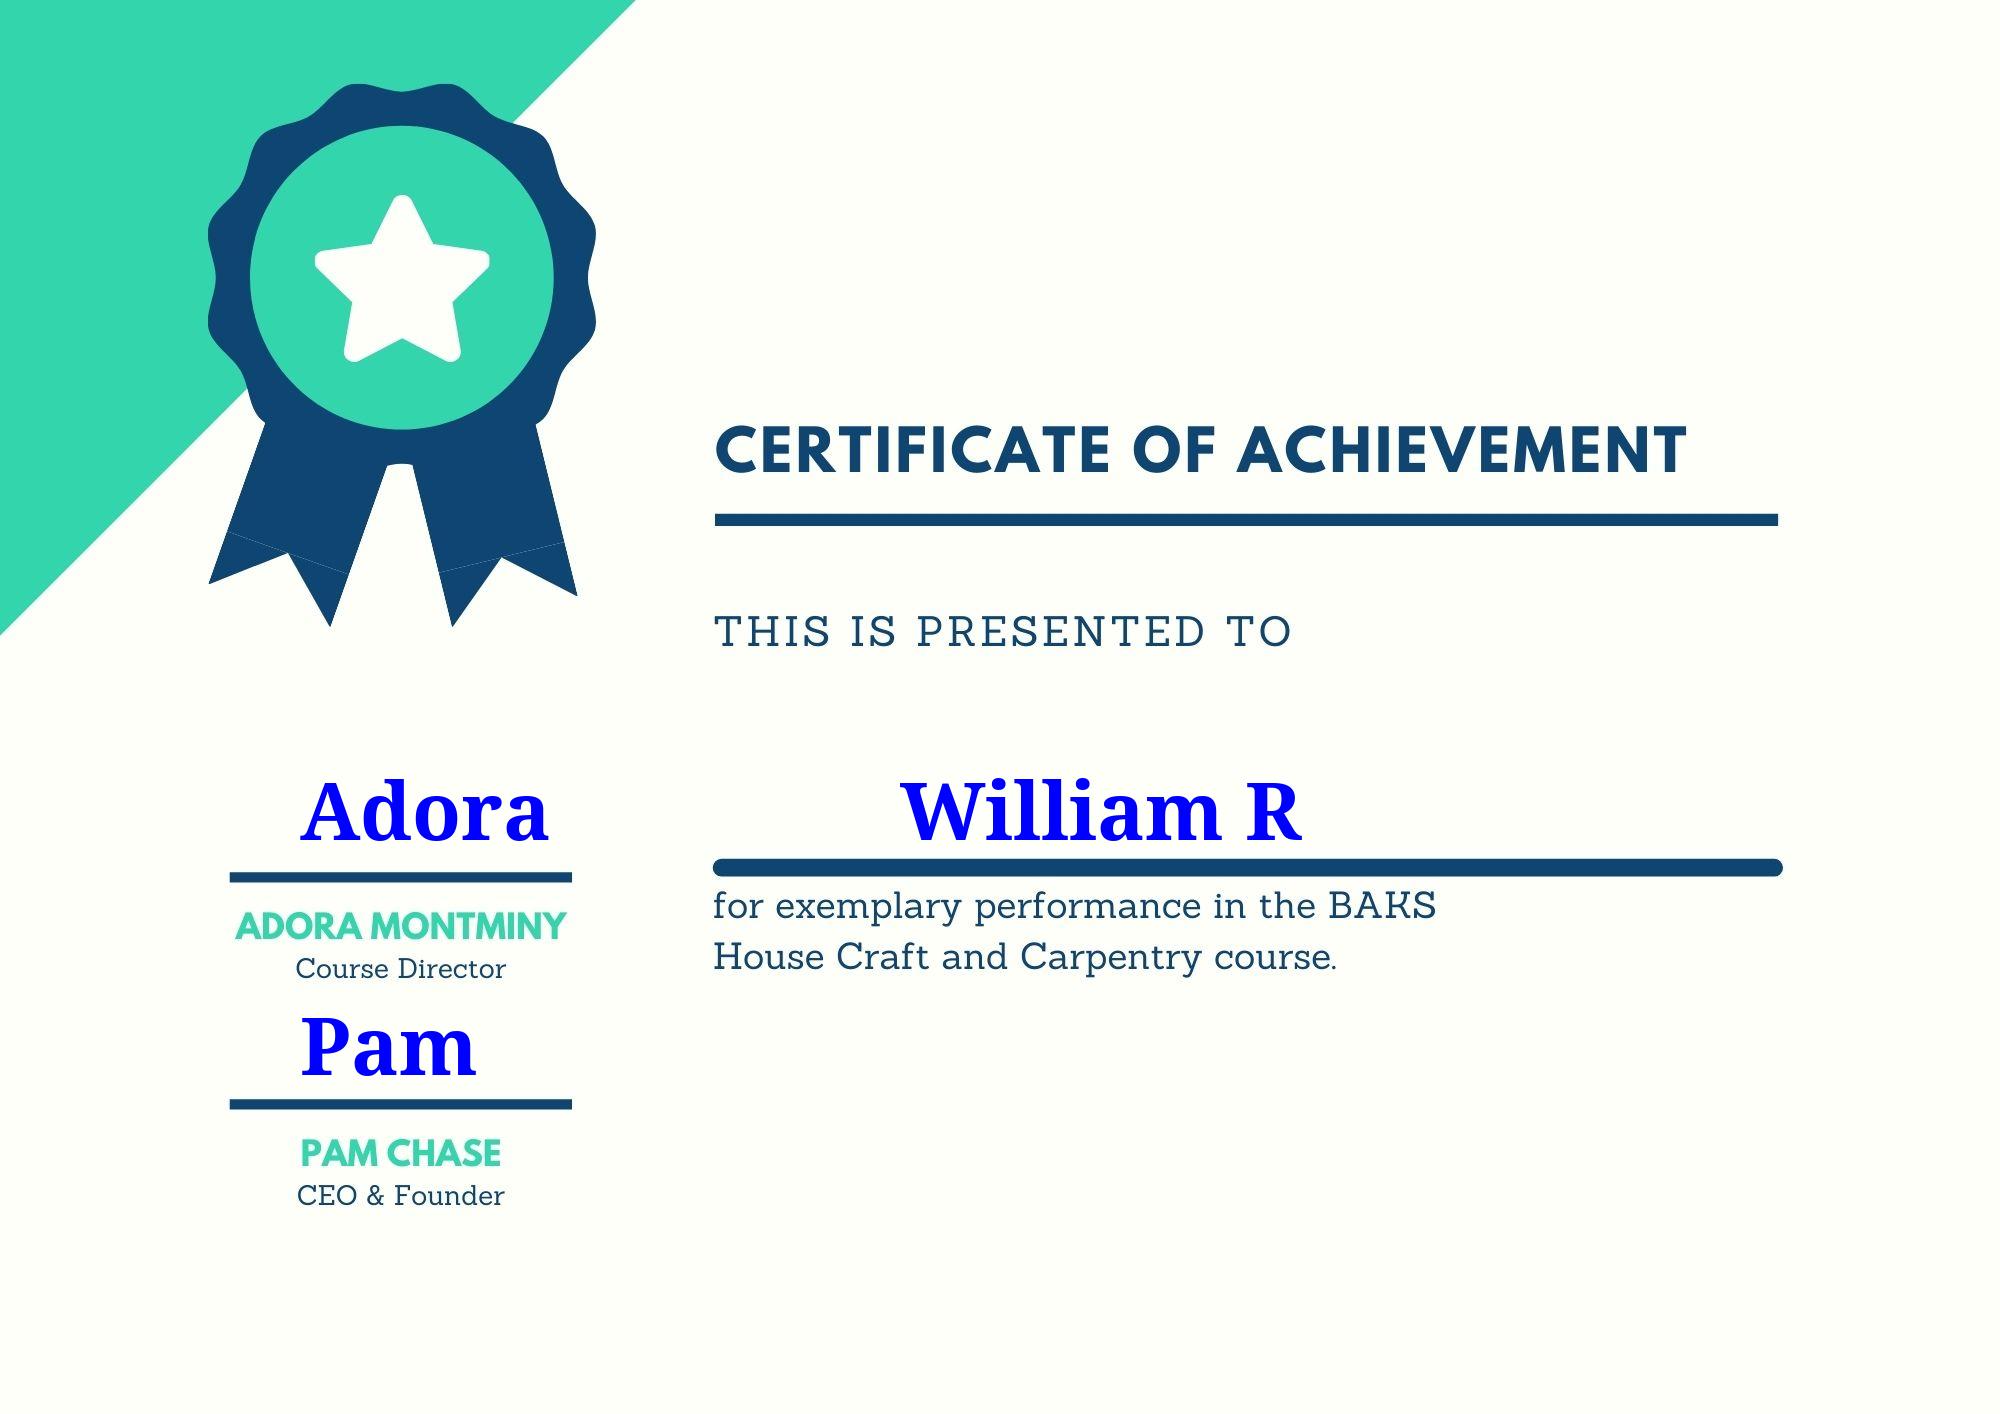 CERTIFICATE OF ACHIEVEMENT
THIS IS PRESENTED TO
William R
for exemplary performance in the BAKS
House Craft and Carpentry course.
Adora
ADORA MONTMINY
Course Director
Pam
PAM CHASE
CEO & Founder